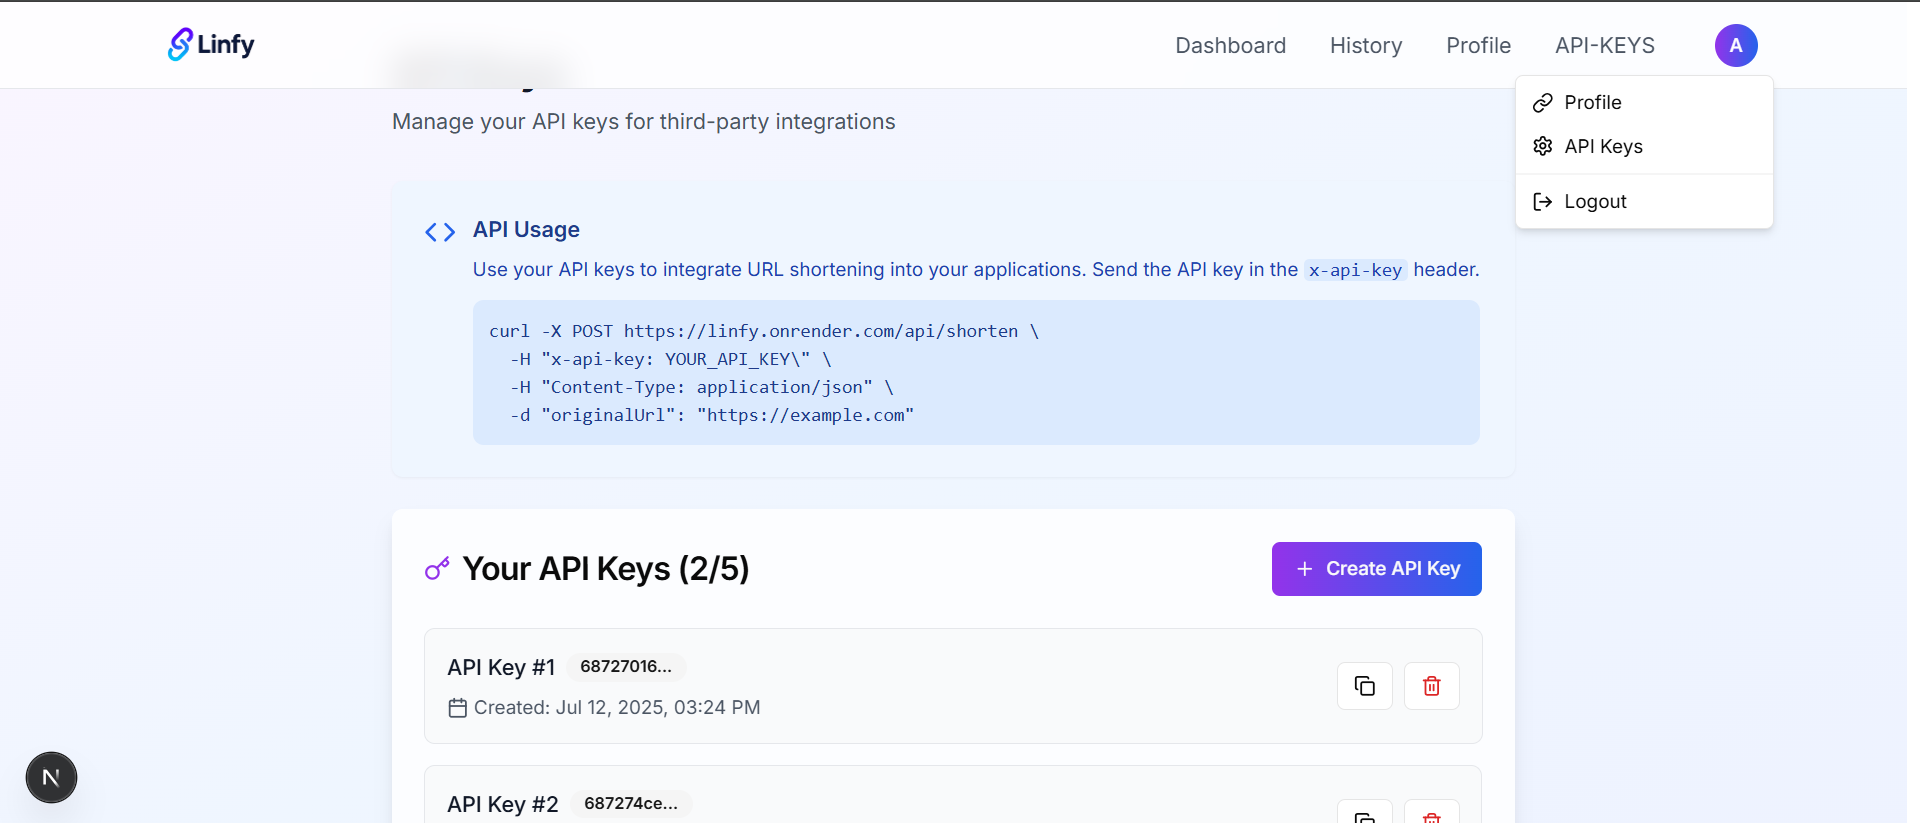 Linfy
Dashboard History Profile API-KEYS A
Profile
API Keys
Logout
Manage your API keys for third-party integrations
API Usage
Use your API keys to integrate URL shortening into your applications. Send the API key in the x-api-key header.
curl -X POST https://linfy.onrender.com/api/shorten \
-H "x-api-key: YOUR_API_KEY\" \
-H "Content-Type: application/json" \
-d "originalUrl": "https://example.com"
Your API Keys (2/5)
+ Create API Key
API Key #1 68727016...
Created: Jul 12, 2025, 03:24 PM
API Key #2 687274ce...
N